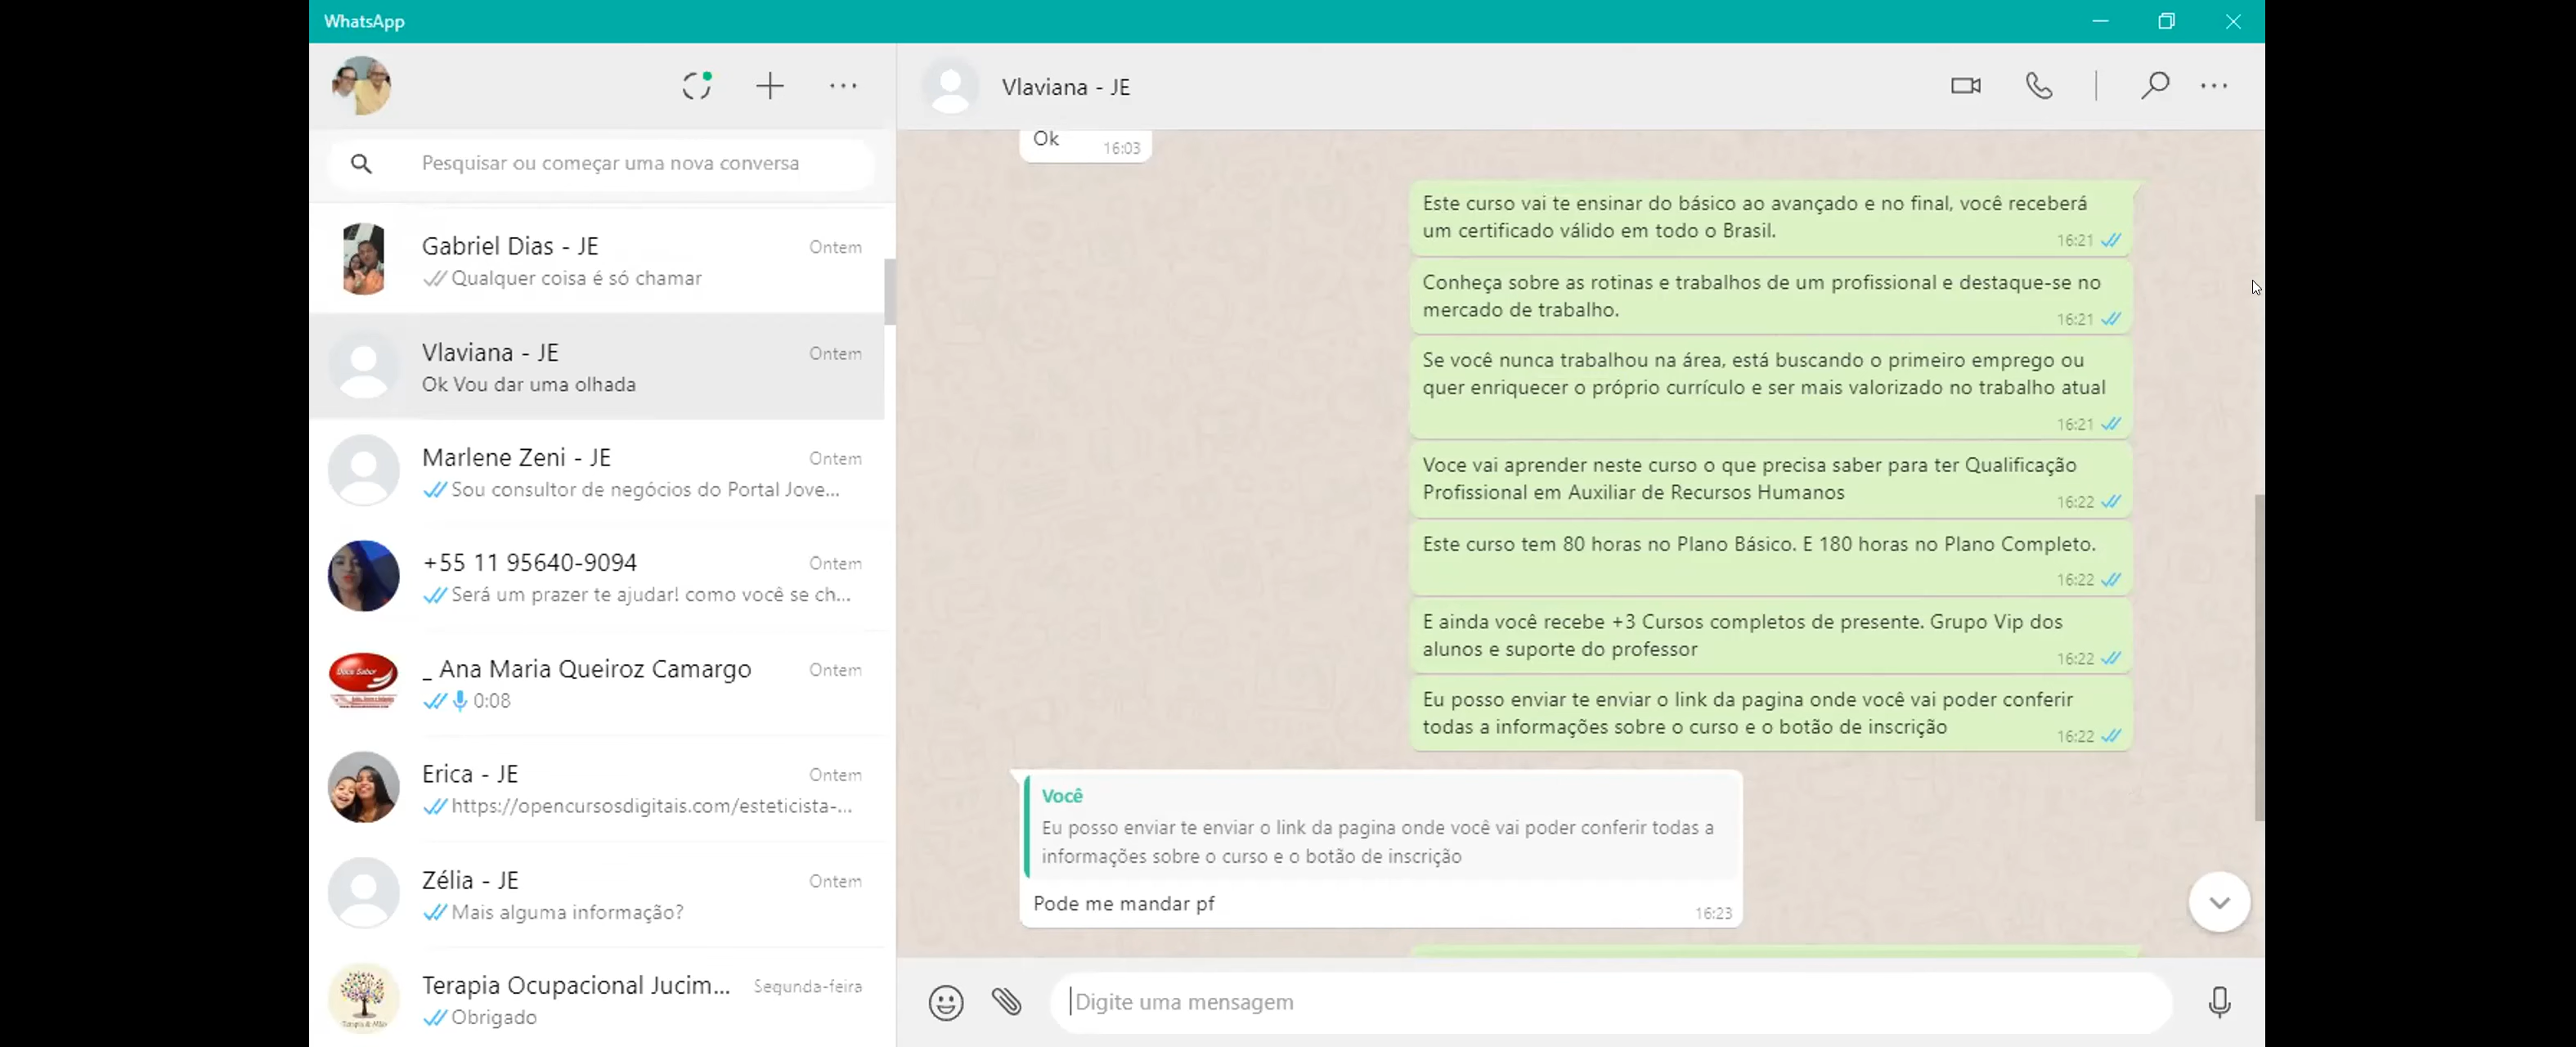 WhatsApp
Pesquisar ou começar uma nova conversa
Gabriel Dias - JE
Ontem
Qualquer coisa é só chamar
Vlaviana - JE
Ontem
Ok Vou dar uma olhada
Marlene Zeni - JE
Ontem
Sou consultor de negócios do Portal Jove...
+55 11 95640-9094
Ontem
Será um prazer te ajudar! como você se ch...
_ Ana Maria Queiroz Camargo
Ontem
0:08
Erica - JE
Ontem
https://opencursosdigitais.com/esteticista-...
Zélia - JE
Ontem
Mais alguma informação?
Terapia Ocupacional Jucim...
Segunda-feira
Obrigado
Vlaviana - JE
Ok
16:03
Este curso vai te ensinar do básico ao avançado e no final, você receberá
um certificado válido em todo o Brasil.
16:21
Conheça sobre as rotinas e trabalhos de um profissional e destaque-se no
mercado de trabalho.
16:21
Se você nunca trabalhou na área, está buscando o primeiro emprego ou
quer enriquecer o próprio currículo e ser mais valorizado no trabalho atual
16:21
Voce vai aprender neste curso o que precisa saber para ter Qualificação
Profissional em Auxiliar de Recursos Humanos
16:22
Este curso tem 80 horas no Plano Básico. E 180 horas no Plano Completo.
16:22
E ainda você recebe +3 Cursos completos de presente. Grupo Vip dos
alunos e suporte do professor
16:22
Eu posso enviar te enviar o link da pagina onde você vai poder conferir
todas a informações sobre o curso e o botão de inscrição
16:22
Você
Eu posso enviar te enviar o link da pagina onde você vai poder conferir todas a
informações sobre o curso e o botão de inscrição
Pode me mandar pf
16:23
Digite uma mensagem